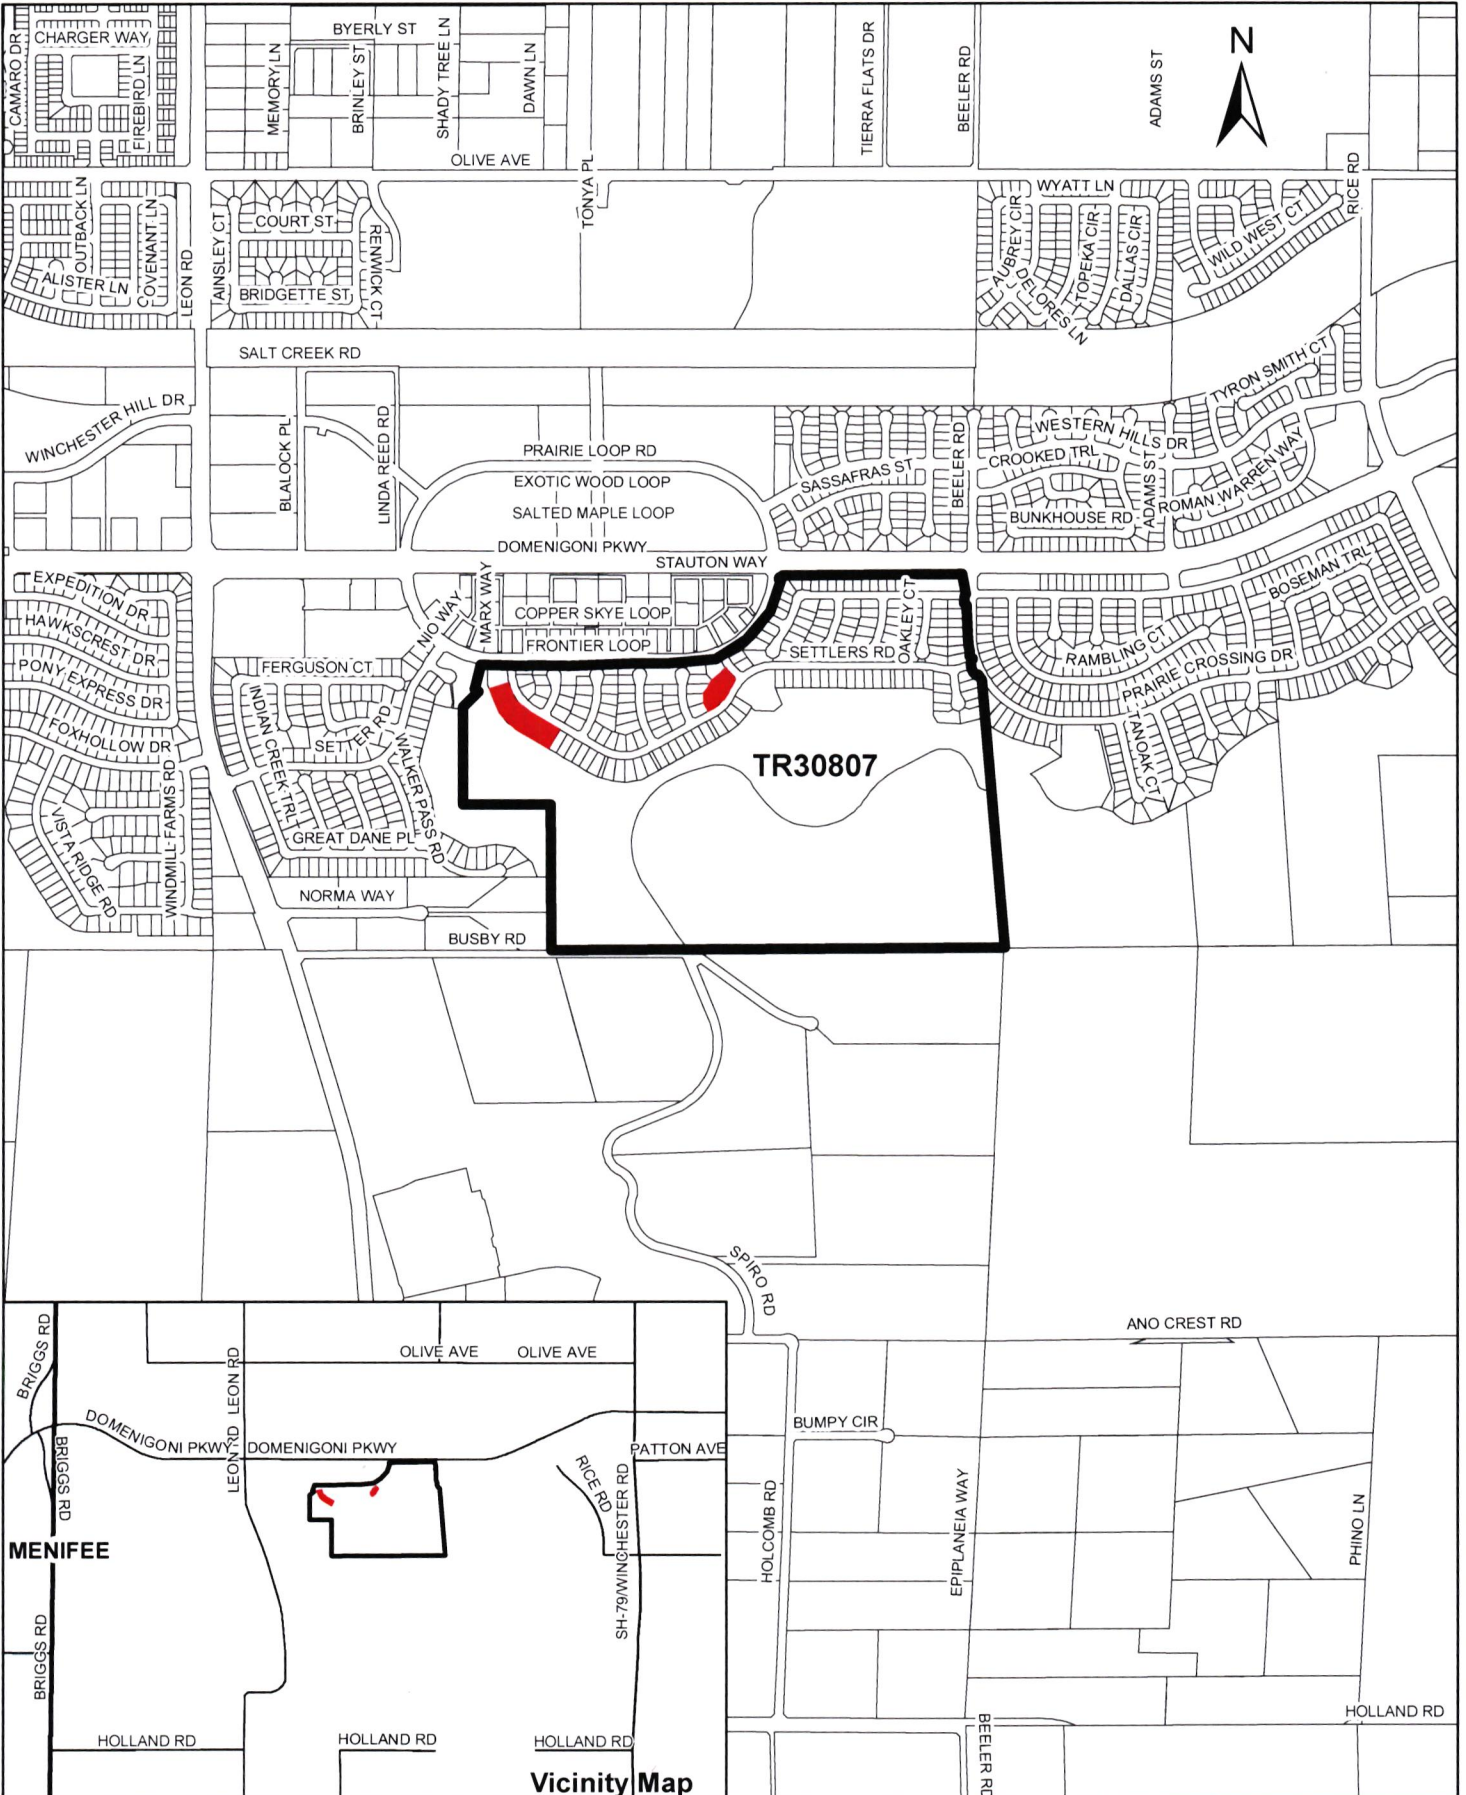 CHARGER WAY
CAMARO DR
FIREBIRD LN
BYERLY ST
MEMORY LN
BRINLEY ST
SHADY TREE LN
DAWN LN
TIERRA FLATS DR
BEELER RD
ADAMS ST
N
OLIVE AVE
TONYA PL
RICE RD
OUTBACK LN
COVENANT LN
ALISTER LN
LEON RD
AINSLEY CT
COURT ST
BRIDGETTE ST
RENWICK CT
WYATT LN
AUBREY CIR
DELORES LN
TOPEKA CIR
DALLAS CIR
WILD WEST CT
SALT CREEK RD
WINCHESTER HILL DR
BLALOCK PL
LINDA REED RD
PRAIRIE LOOP RD
EXOTIC WOOD LOOP
SALTED MAPLE LOOP
DOMENIGONI PKWY
STAUTON WAY
SASSAFRAS ST
BEELER RD
TYRON SMITH CT
WESTERN HILLS DR
CROOKED TRL
ADAMS ST
ROMAN WARREN WAY
BUNKHOUSE RD
BOSEMAN TRL
EXPEDITION DR
HAWKSCREST DR
PONY EXPRESS DR
FOXHOLLOW DR
WINDMILL FARMS RD
VISTA RIDGE RD
NIO WAY
MARX WAY
COPPER SKYE LOOP
FRONTIER LOOP
FERGUSON CT
INDIAN CREEK TRL
SETTER RD
WALKER PASS RD
GREAT DANE PL
NORMA WAY
BUSBY RD
SETTLERS RD
OAKLEY CT
RAMBLING CT
PRAIRIE CROSSING DR
TANOAK CT
TR30807
SPIRO RD
ANO CREST RD
BUMPY CIR
HOLCOMB RD
EPIPLANEIA WAY
PHINO LN
HOLLAND RD
BEELER RD
BRIGGS RD
LEON RD
OLIVE AVE
OLIVE AVE
DOMENIGONI PKWY
LEON RD
DOMENIGONI PKWY
PATTON AVE
BRIGGS RD
RICE RD
SH-79/WINCHESTER RD
MENIFEE
BRIGGS RD
HOLLAND RD
HOLLAND RD
HOLLAND RD
Vicinity Map